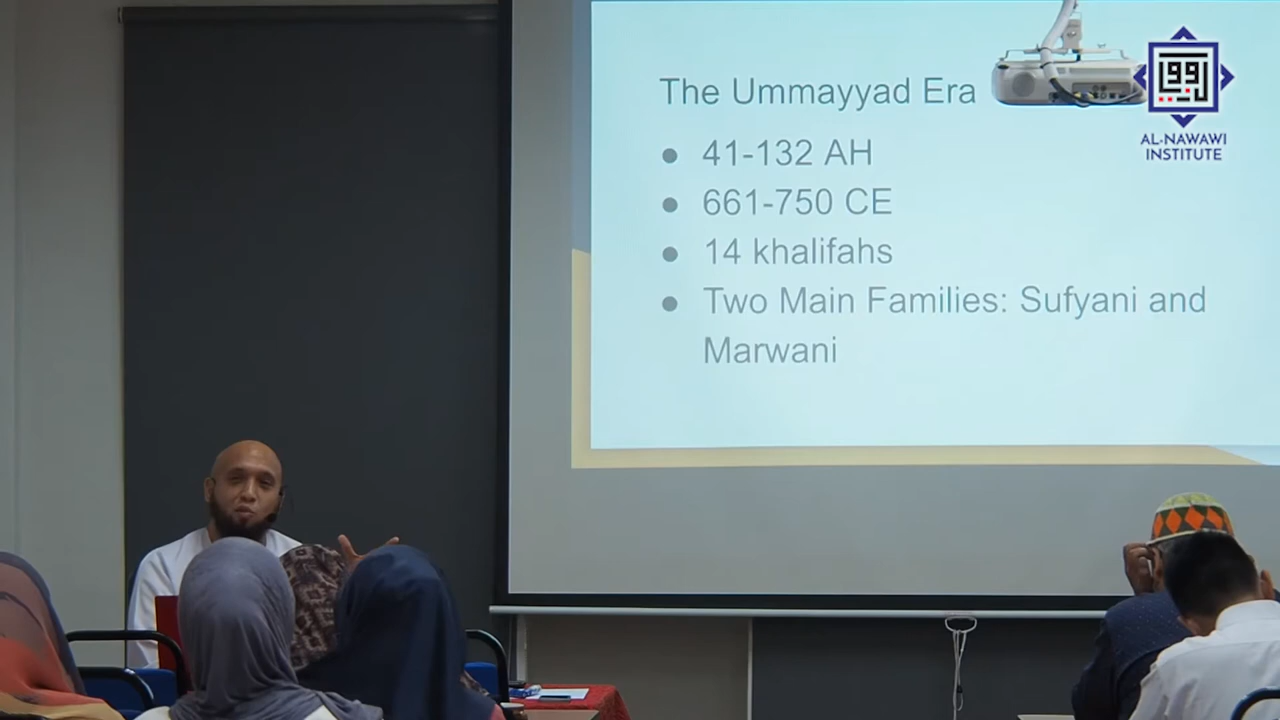 The Ummayyad Era
● 41-132 AH
● 661-750 CE
● 14 khalifahs
● Two Main Families: Sufyani and
Marwani
AL-NAWAWI
INSTITUTE